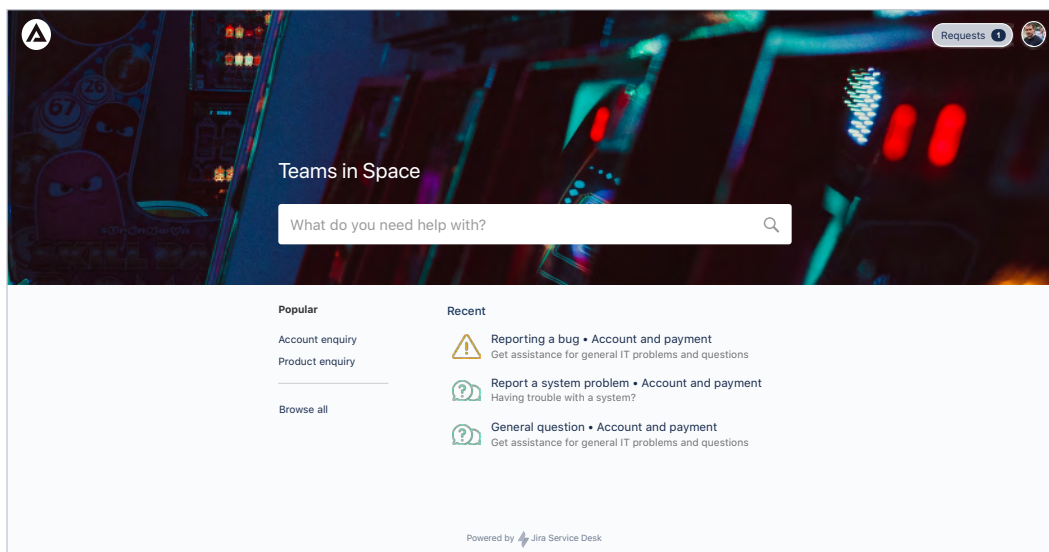 Requests 1
67
26
Teams in Space
What do you need help with?
Popular
Account enquiry
Product enquiry
Browse all
Recent
Reporting a bug • Account and payment
Get assistance for general IT problems and questions
Report a system problem • Account and payment
Having trouble with a system?
General question • Account and payment
Get assistance for general IT problems and questions
Powered by Jira Service Desk